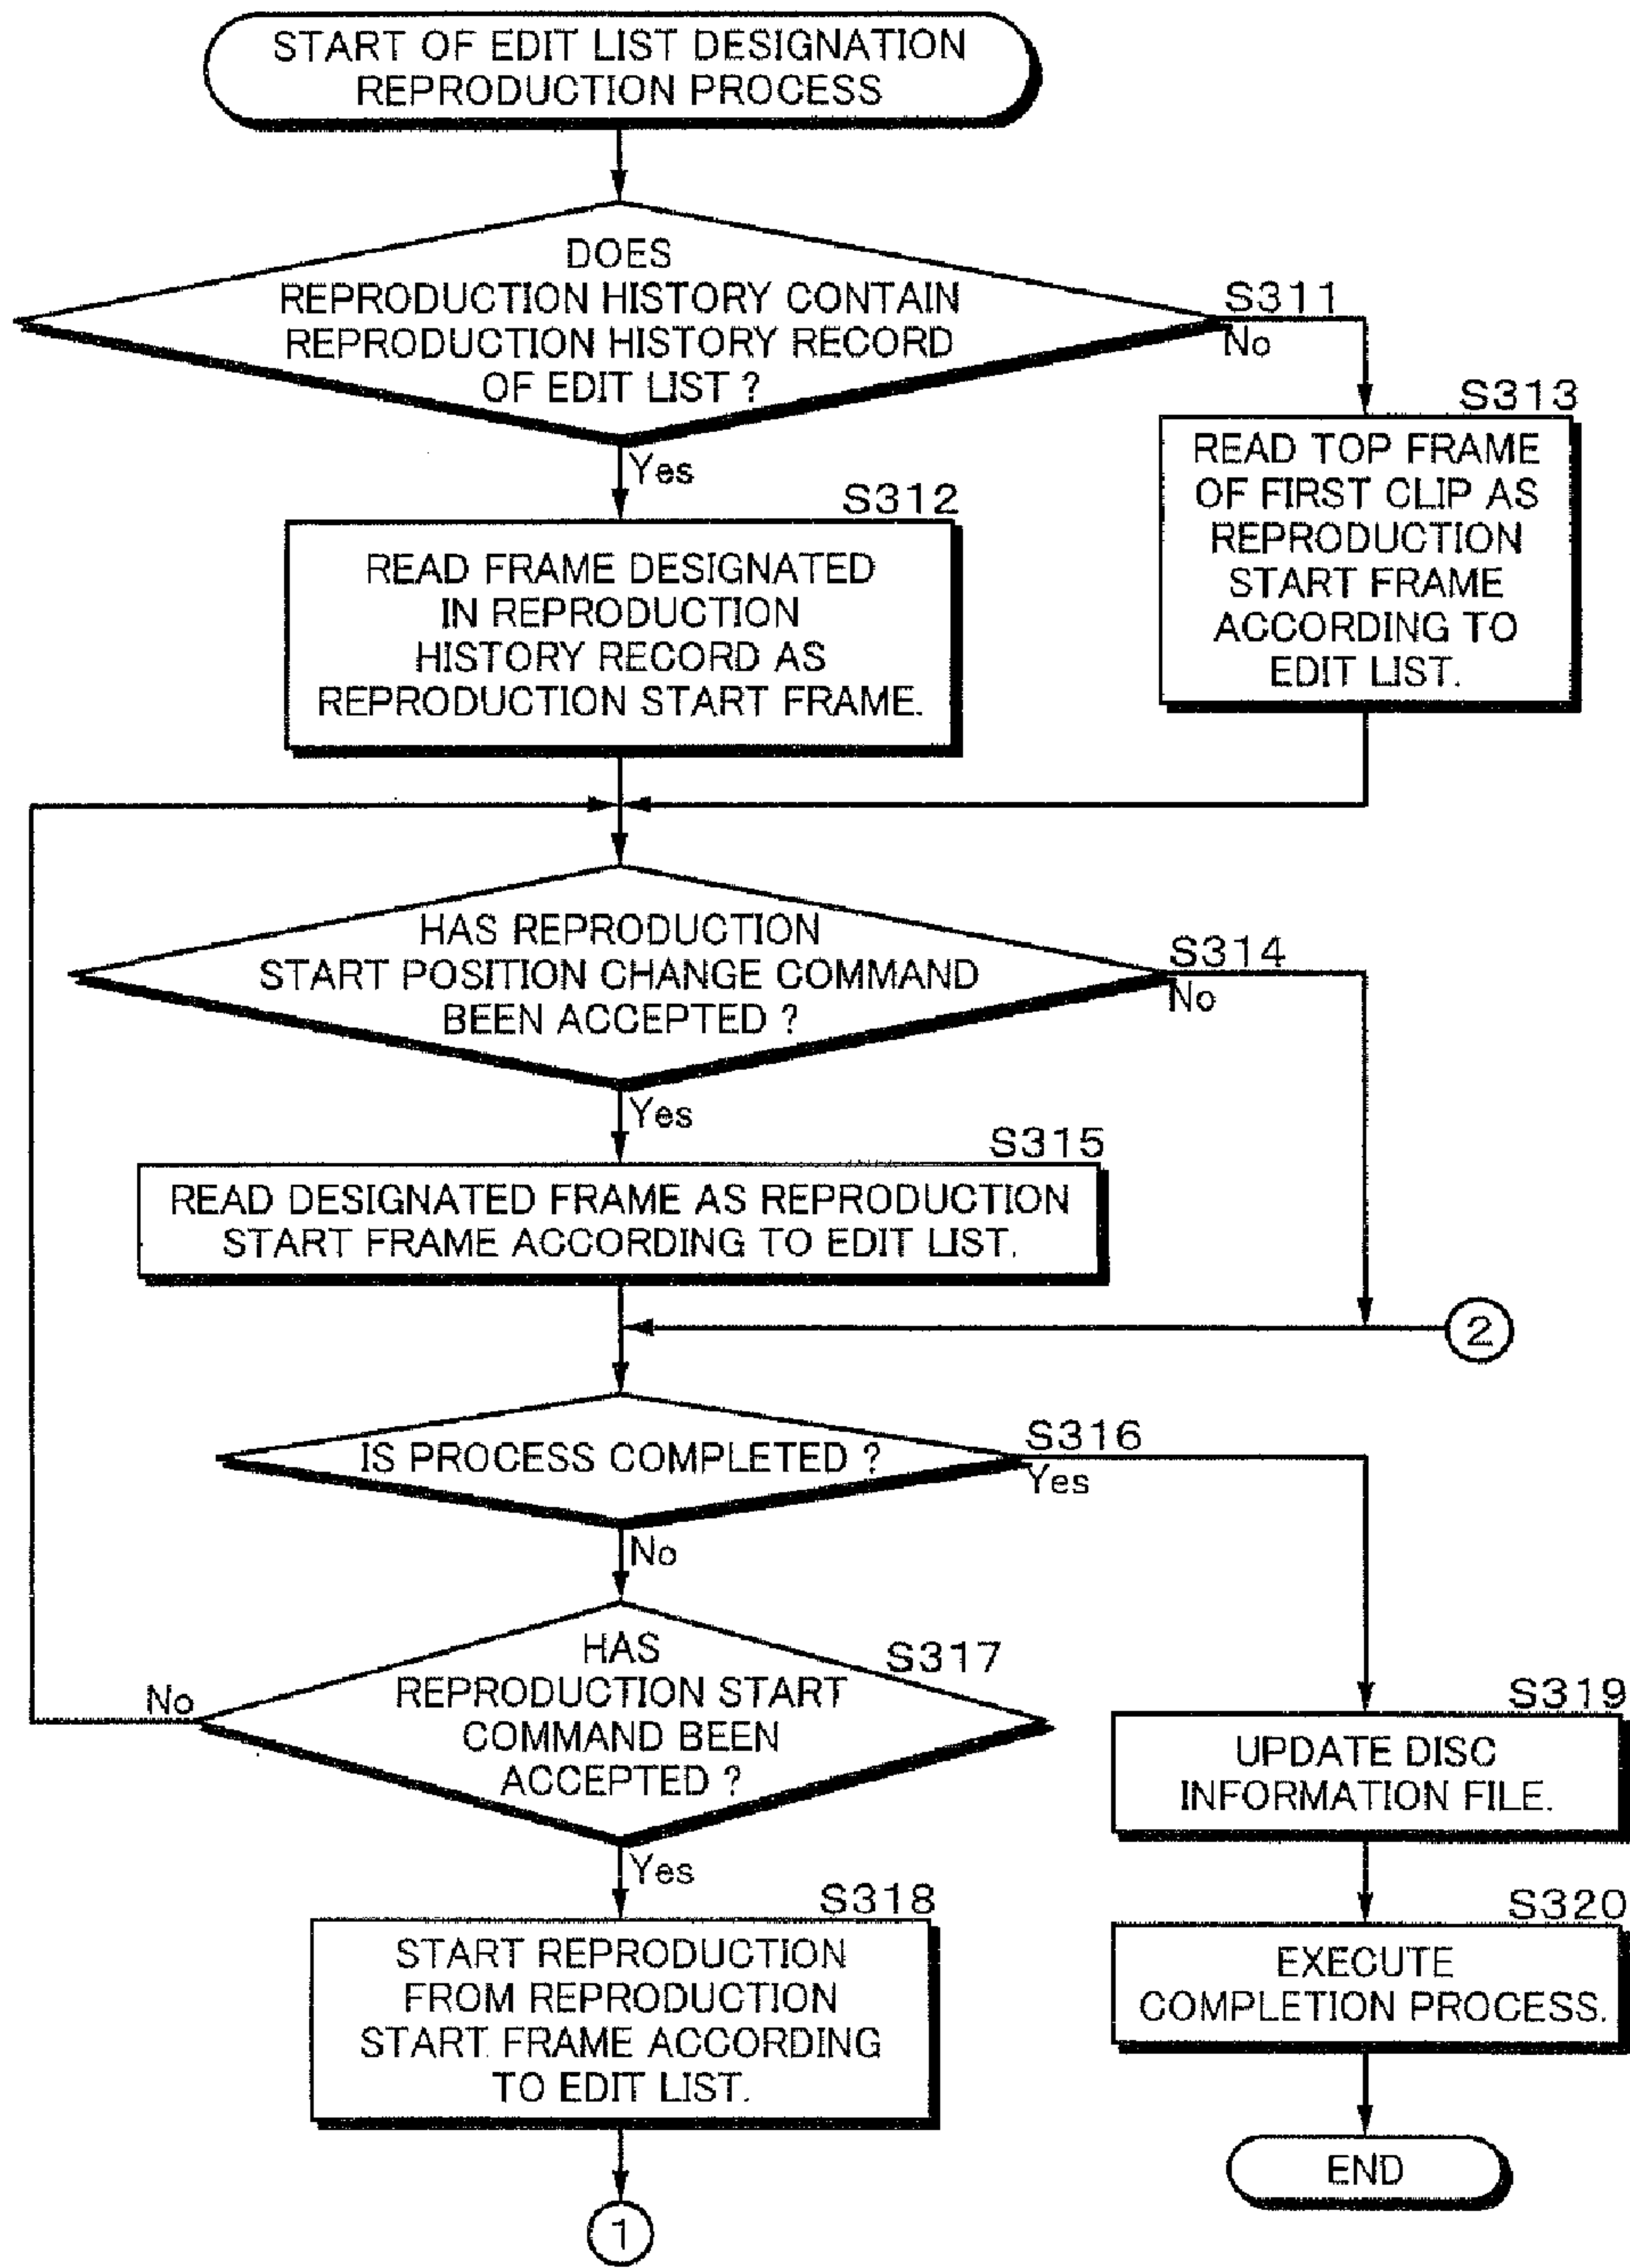 START OF EDIT LIST DESIGNATION
REPRODUCTION PROCESS
DOES
REPRODUCTION HISTORY CONTAIN
REPRODUCTION HISTORY RECORD
OF EDIT LIST ?
S311
No
Yes
S313
READ TOP FRAME
OF FIRST CLIP AS
REPRODUCTION
START FRAME
ACCORDING TO
EDIT LIST.
S312
READ FRAME DESIGNATED
IN REPRODUCTION
HISTORY RECORD AS
REPRODUCTION START FRAME.
HAS REPRODUCTION
START POSITION CHANGE COMMAND
BEEN ACCEPTED ?
S314
No
Yes
S315
READ DESIGNATED FRAME AS REPRODUCTION
START FRAME ACCORDING TO EDIT LIST.
2
IS PROCESS COMPLETED ?
S316
Yes
No
HAS
REPRODUCTION START
COMMAND BEEN
ACCEPTED ?
S317
No
Yes
S318
START REPRODUCTION
FROM REPRODUCTION
START FRAME ACCORDING
TO EDIT LIST.
1
S319
UPDATE DISC
INFORMATION FILE.
S320
EXECUTE
COMPLETION PROCESS.
END